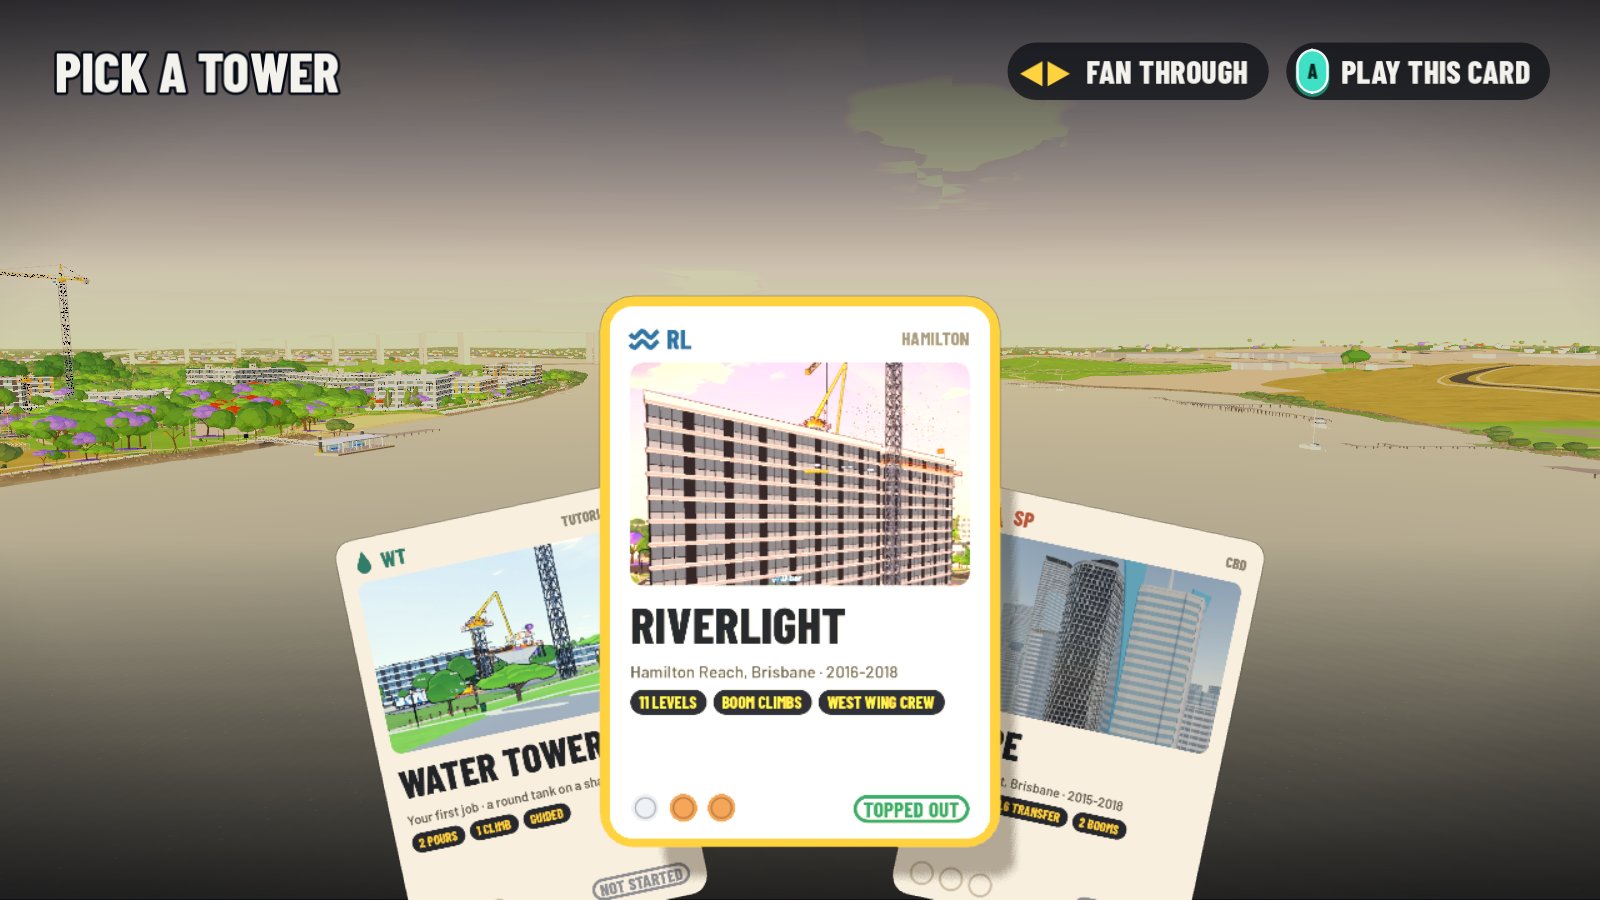 PICK A TOWER
FAN THROUGH
A
PLAY THIS CARD
RL
HAMILTON
RIVERLIGHT
Hamilton Reach, Brisbane · 2016-2018
11 LEVELS
BOOM CLIMBS
WEST WING CREW
TOPPED OUT
WT
WATER TOWER
Your first job · a round tank on a
2 POURS
1 CLIMB
GUIDED
NOT STARTED
SP
CBD
Brisbane · 2015-2018
TRANSFER
2 BOOMS